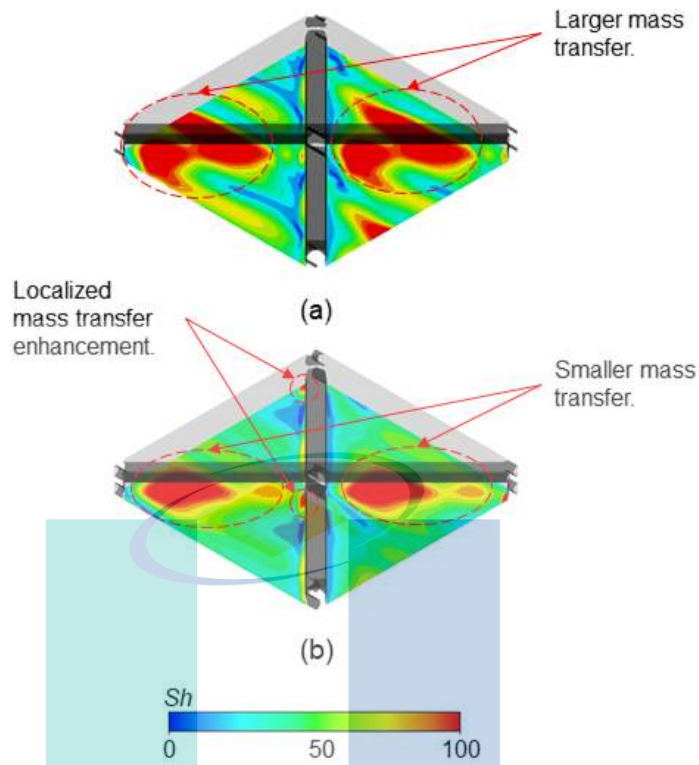 Larger mass
transfer.
(a)
Localized
mass transfer
enhancement.
Smaller mass
transfer.
(b)
Sh
0 50 100